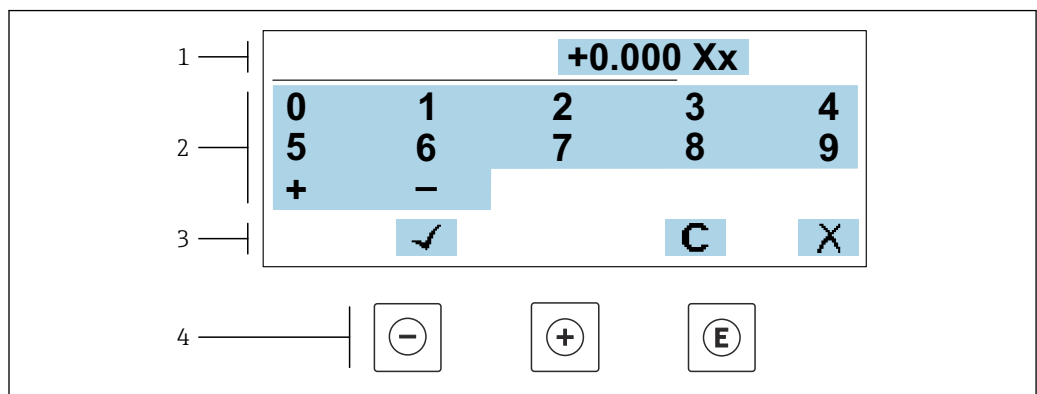 1 +0.000 Xx
0 1 2 3 4
2 5 6 7 8 9
+ −
3 ✓ C X
4 − + E